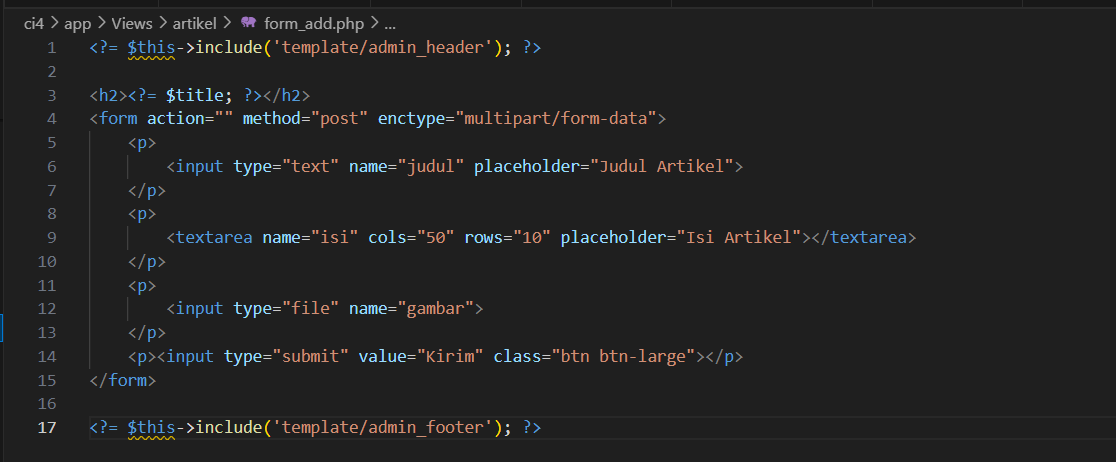 ci4 > app > Views > artikel > form_add.php > ...
1 <?= $this->include('template/admin_header'); ?>
2
3 <h2><?= $title; ?></h2>
4 <form action="" method="post" enctype="multipart/form-data">
5     <p>
6         <input type="text" name="judul" placeholder="Judul Artikel">
7     </p>
8     <p>
9         <textarea name="isi" cols="50" rows="10" placeholder="Isi Artikel"></textarea>
10     </p>
11     <p>
12         <input type="file" name="gambar">
13     </p>
14     <p><input type="submit" value="Kirim" class="btn btn-large"></p>
15 </form>
16
17 <?= $this->include('template/admin_footer'); ?>